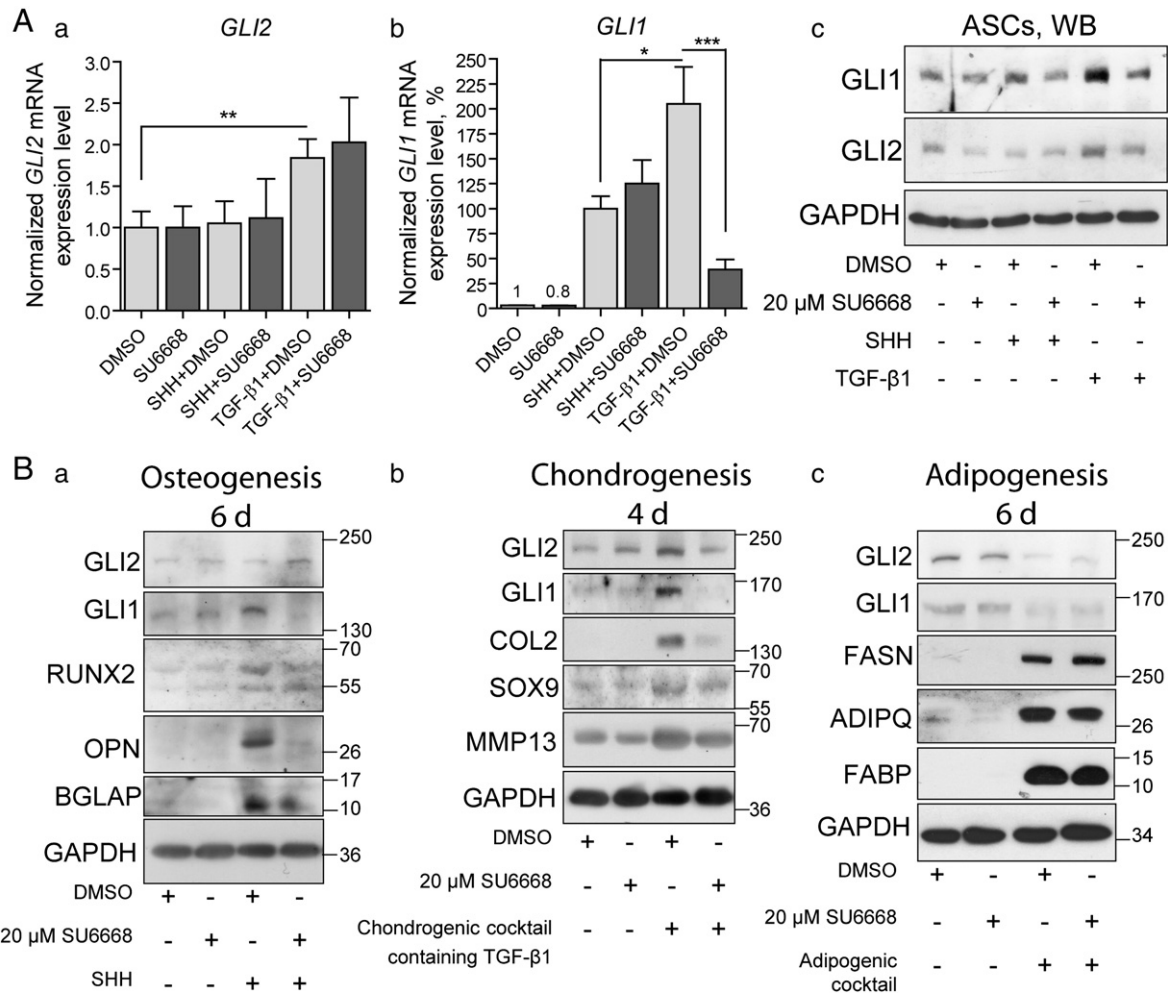 A a GLI2
Normalized GLI2 mRNA
expression level
3.0
2.5
2.0
1.5
1.0
0.5
0.0
**
DMSO
SU6668
SHH+DMSO
SHH+SU6668
TGF-β1+DMSO
TGF-β1+SU6668
b GLI1
Normalized GLI1 mRNA
expression level, %
250
225
200
175
150
125
100
75
50
25
0
* ***
1 0.8
DMSO
SU6668
SHH+DMSO
SHH+SU6668
TGF-β1+DMSO
TGF-β1+SU6668
c ASCs, WB
GLI1
GLI2
GAPDH
DMSO + - + - + -
20 µM SU6668 - + - + - +
SHH - - + + - -
TGF-β1 - - - - + +
B a Osteogenesis
6 d
GLI2 250
GLI1 130
RUNX2 70
55
OPN 26
BGLAP 17
10
GAPDH 36
DMSO + - + -
20 µM SU6668 - + - +
SHH - - + +
b Chondrogenesis
4 d
GLI2 250
GLI1 170
COL2 130
SOX9 70
55
MMP13 70
GAPDH 36
DMSO + - + -
20 µM SU6668 - + - +
Chondrogenic cocktail - - + +
containing TGF-β1
c Adipogenesis
6 d
GLI2 250
GLI1 170
FASN 250
ADIPQ 26
FABP 15
10
GAPDH 34
DMSO + - + -
20 µM SU6668 - + - +
Adipogenic - - + +
cocktail